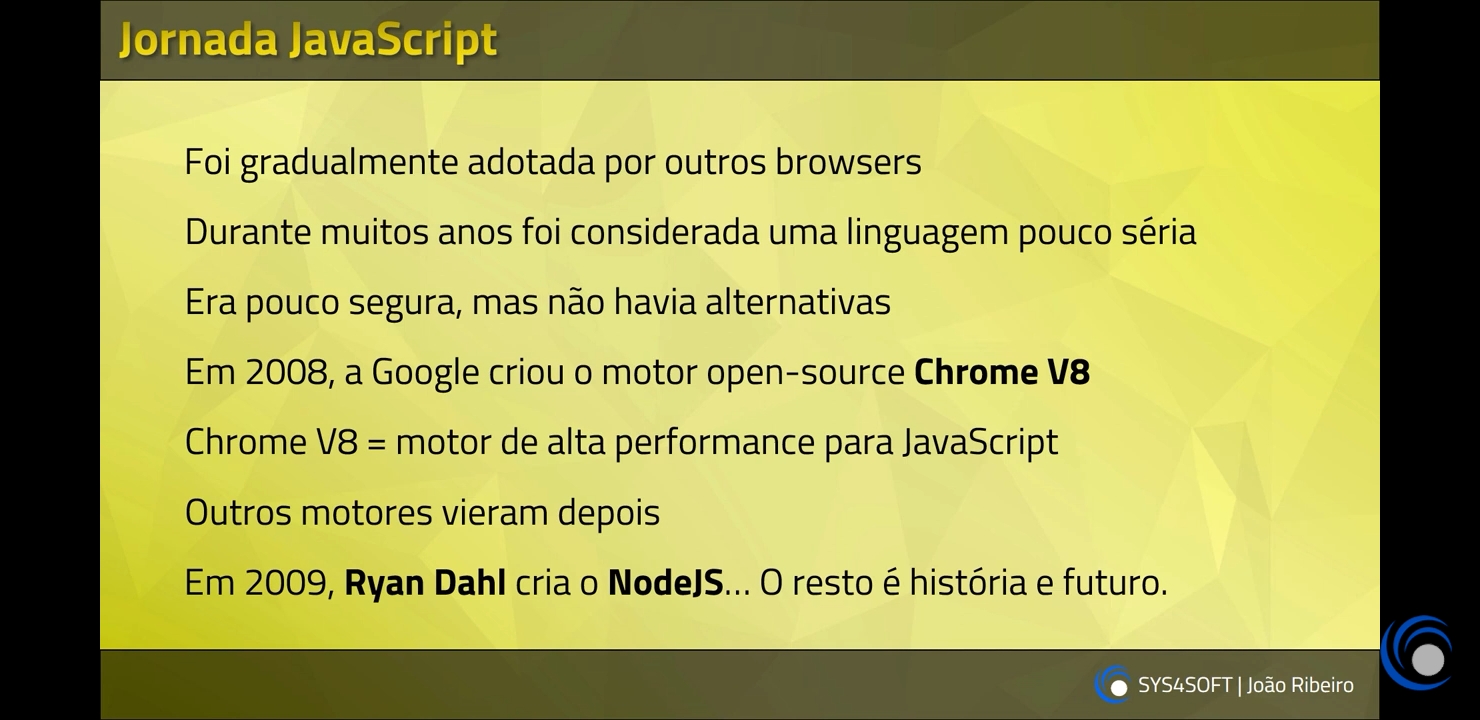 Jornada JavaScript
Foi gradualmente adotada por outros browsers
Durante muitos anos foi considerada uma linguagem pouco séria
Era pouco segura, mas não havia alternativas
Em 2008, a Google criou o motor open-source Chrome V8
Chrome V8 = motor de alta performance para JavaScript
Outros motores vieram depois
Em 2009, Ryan Dahl cria o NodeJS... O resto é história e futuro.
SYS4SOFT | João Ribeiro